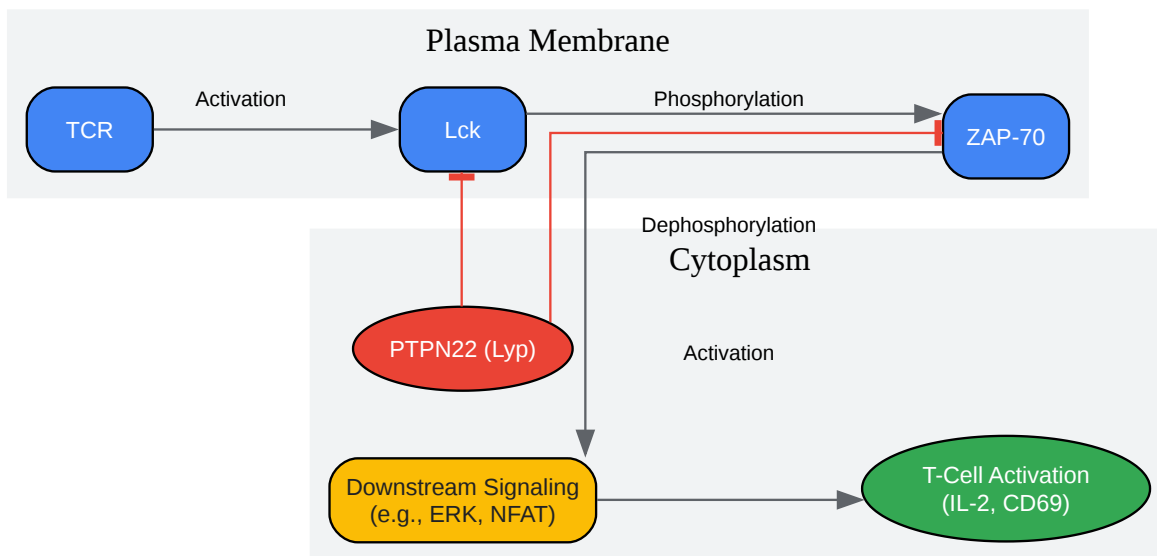 Plasma Membrane
Activation
Phosphorylation
TCR
Lck
ZAP-70
Dephosphorylation
Cytoplasm
PTPN22 (Lyp)
Activation
Downstream Signaling
(e.g., ERK, NFAT)
T-Cell Activation
(IL-2, CD69)